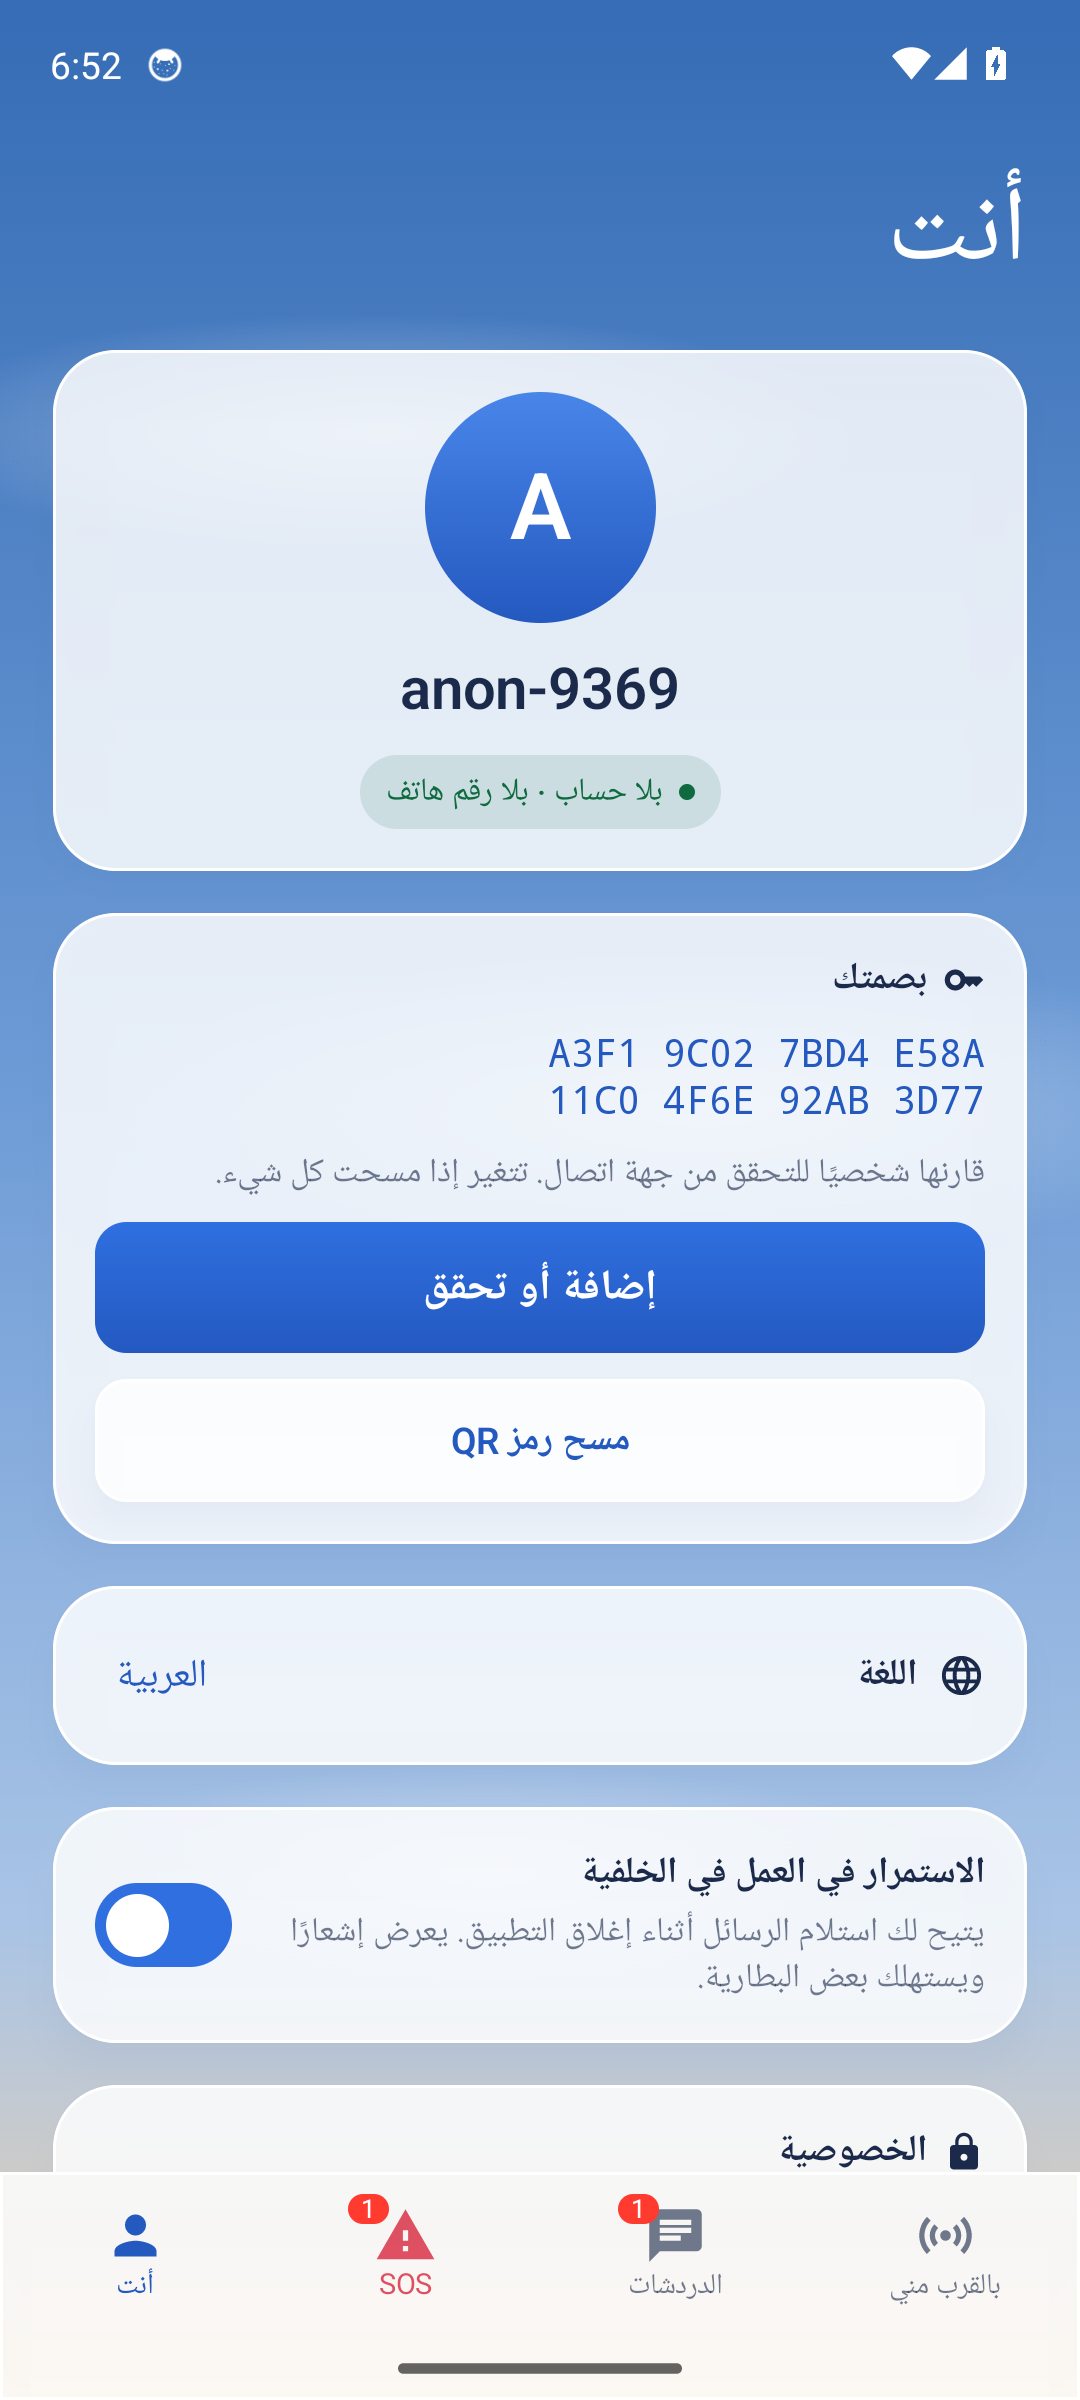 6:52
أنت
A
anon-9369
بلا حساب · بلا رقم هاتف
بصمتك
A3F1 9C02 7BD4 E58A
11C0 4F6E 92AB 3D77
قارنها شخصيًا للتحقق من جهة اتصال. تتغير إذا مسحت كل شيء.
إضافة أو تحقق
مسح رمز QR
اللغة
العربية
الاستمرار في العمل في الخلفية
يتيح لك استلام الرسائل أثناء إغلاق التطبيق. يعرض إشعارًا
ويستهلك بعض البطارية.
الخصوصية
بالقرب مني
1
الدردشات
1
SOS
أنت